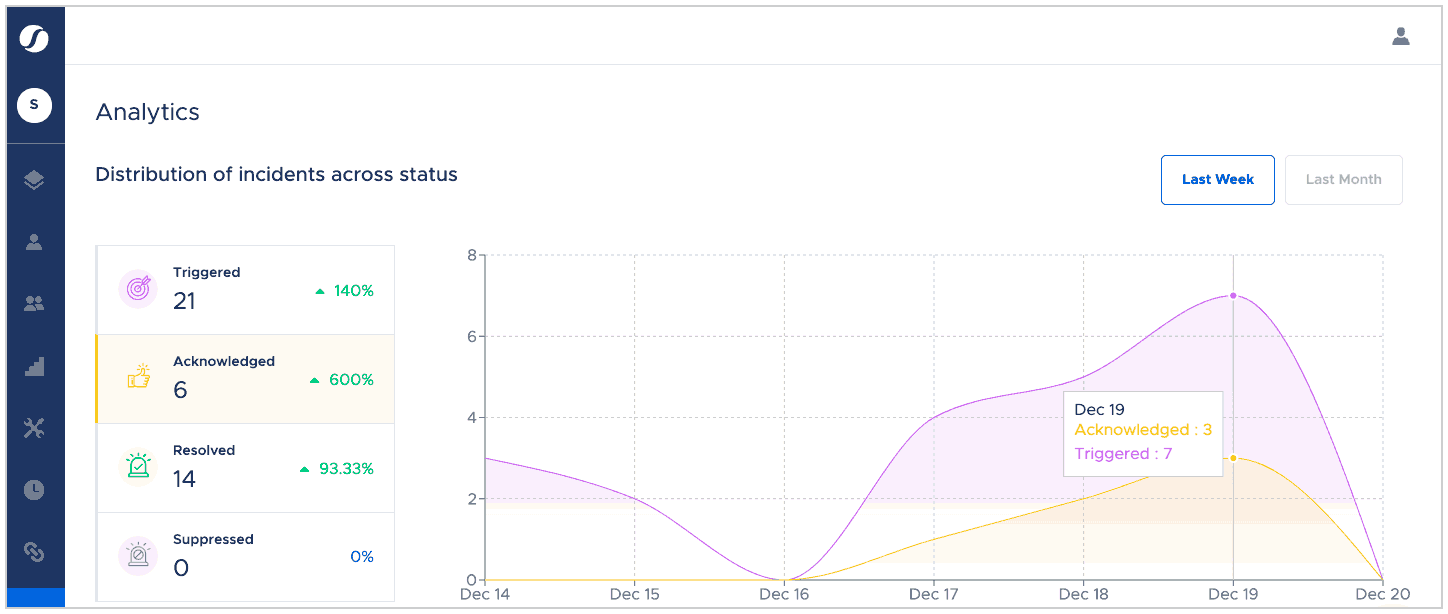 S
Analytics
Distribution of incidents across status
Last Week
Last Month
Triggered
21
140%
Acknowledged
6
600%
Resolved
14
93.33%
Suppressed
0
0%
8
6
4
2
0
Dec 19
Acknowledged : 3
Triggered : 7
Dec 14
Dec 15
Dec 16
Dec 17
Dec 18
Dec 19
Dec 20